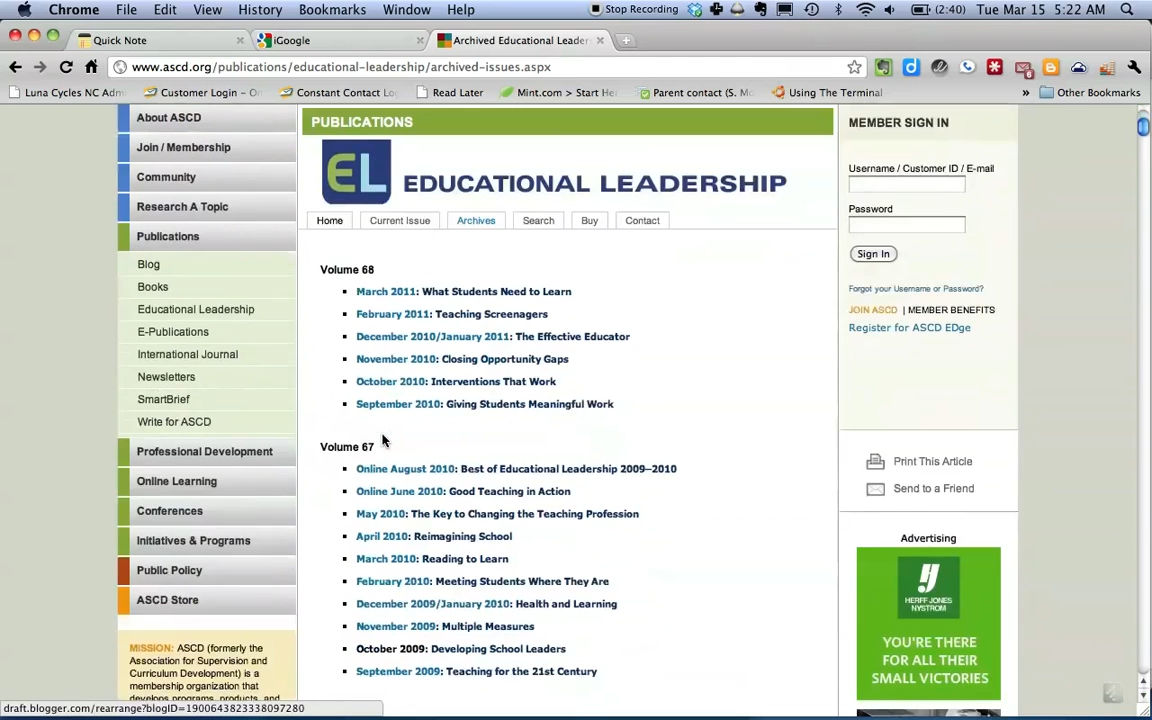 Chrome File Edit View History Bookmarks Window Help Stop Recording (2:40) Tue Mar 15 5:22 AM
Quick Note
iGoogle
Archived Educational Leader
www.ascd.org/publications/educational-leadership/archived-issues.aspx
Luna Cycles NC Adm
Customer Login – O
Constant Contact Lo
Read Later
Mint.com > Start He
Parent contact (5.
Using The Terminal
» Other Bookmarks
About ASCD
Join / Membership
Community
Research A Topic
Publications
Blog
Books
Educational Leadership
E-Publications
International Journal
Newsletters
SmartBrief
Write for ASCD
Professional Development
Online Learning
Conferences
Initiatives & Programs
Public Policy
ASCD Store
MISSION: ASCD (formerly the
Association for Supervision and
Curriculum Development) is a
membership organization that
develops programs, products, and
draft.blogger.com/rearrange?blogID=1900643823338097280
PUBLICATIONS
EL EDUCATIONAL LEADERSHIP
Home Current Issue Archives Search Buy Contact
Volume 68
March 2011: What Students Need to Learn
February 2011: Teaching Screenagers
December 2010/January 2011: The Effective Educator
November 2010: Closing Opportunity Gaps
October 2010: Interventions That Work
September 2010: Giving Students Meaningful Work
Volume 67
Online August 2010: Best of Educational Leadership 2009–2010
Online June 2010: Good Teaching in Action
May 2010: The Key to Changing the Teaching Profession
April 2010: Reimagining School
March 2010: Reading to Learn
February 2010: Meeting Students Where They Are
December 2009/January 2010: Health and Learning
November 2009: Multiple Measures
October 2009: Developing School Leaders
September 2009: Teaching for the 21st Century
MEMBER SIGN IN
Username / Customer ID / E-mail
Password
Sign In
Forgot your Username or Password?
JOIN ASCD | MEMBER BENEFITS
Register for ASCD EDge
Print This Article
Send to a Friend
Advertising
HERFF JONES
NYSTROM
YOU'RE THERE
FOR ALL THEIR
SMALL VICTORIES